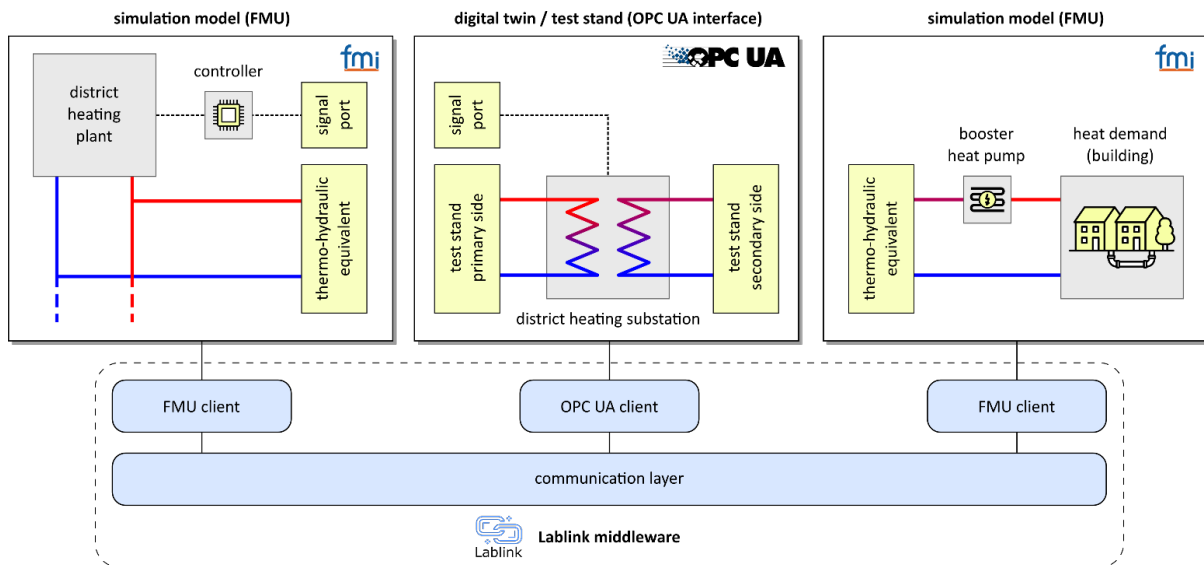 simulation model (FMU)
fmi
district
heating
plant
controller
signal
port
thermo-hydraulic
equivalent
digital twin / test stand (OPC UA interface)
OPC UA
signal
port
test stand
primary side
test stand
secondary side
district heating substation
simulation model (FMU)
fmi
booster
heat pump
heat demand
(building)
thermo-hydraulic
equivalent
FMU client
OPC UA client
FMU client
communication layer
Lablink
Lablink middleware